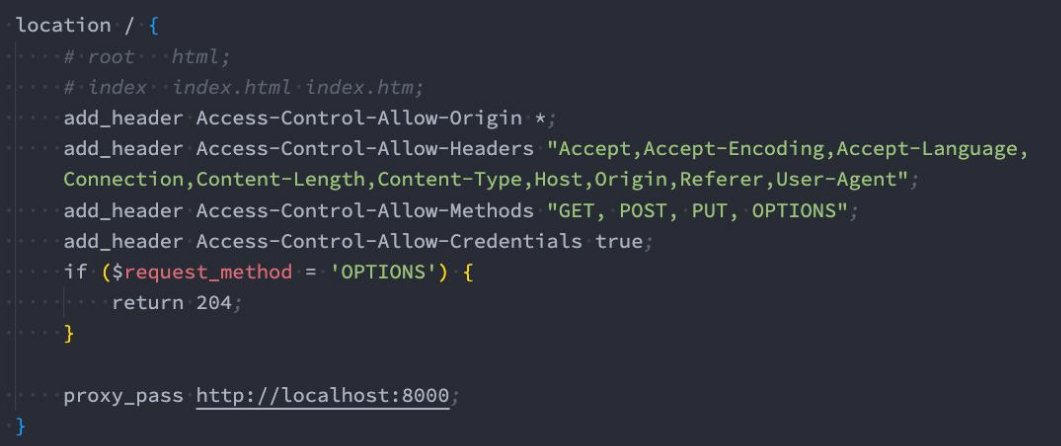 location / {
# root   html;
# index  index.html index.htm;
add_header Access-Control-Allow-Origin *;
add_header Access-Control-Allow-Headers "Accept,Accept-Encoding,Accept-Language,
Connection,Content-Length,Content-Type,Host,Origin,Referer,User-Agent";
add_header Access-Control-Allow-Methods "GET, POST, PUT, OPTIONS";
add_header Access-Control-Allow-Credentials true;
if ($request_method = 'OPTIONS') {
return 204;
}
proxy_pass http://localhost:8000;
}